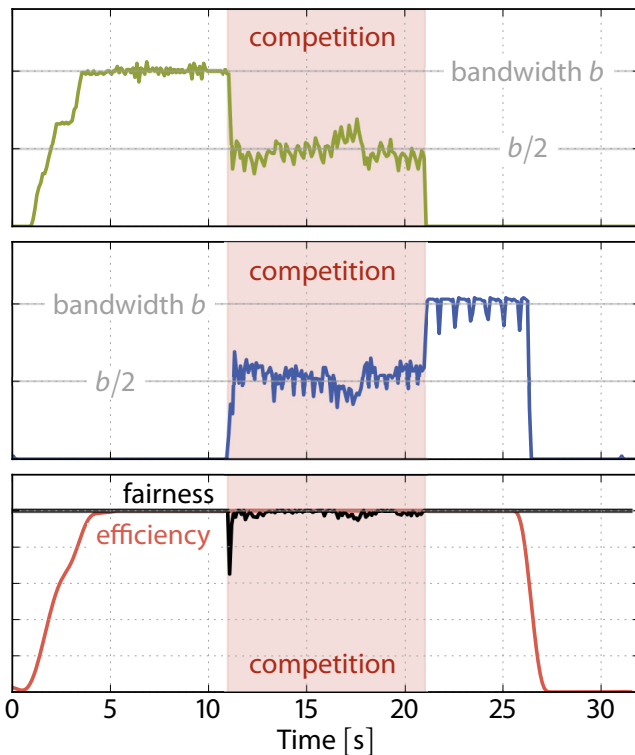 competition
bandwidth b
b/2
competition
bandwidth b
b/2
fairness
efficiency
competition
0 5 10 15 20 25 30
Time [s]